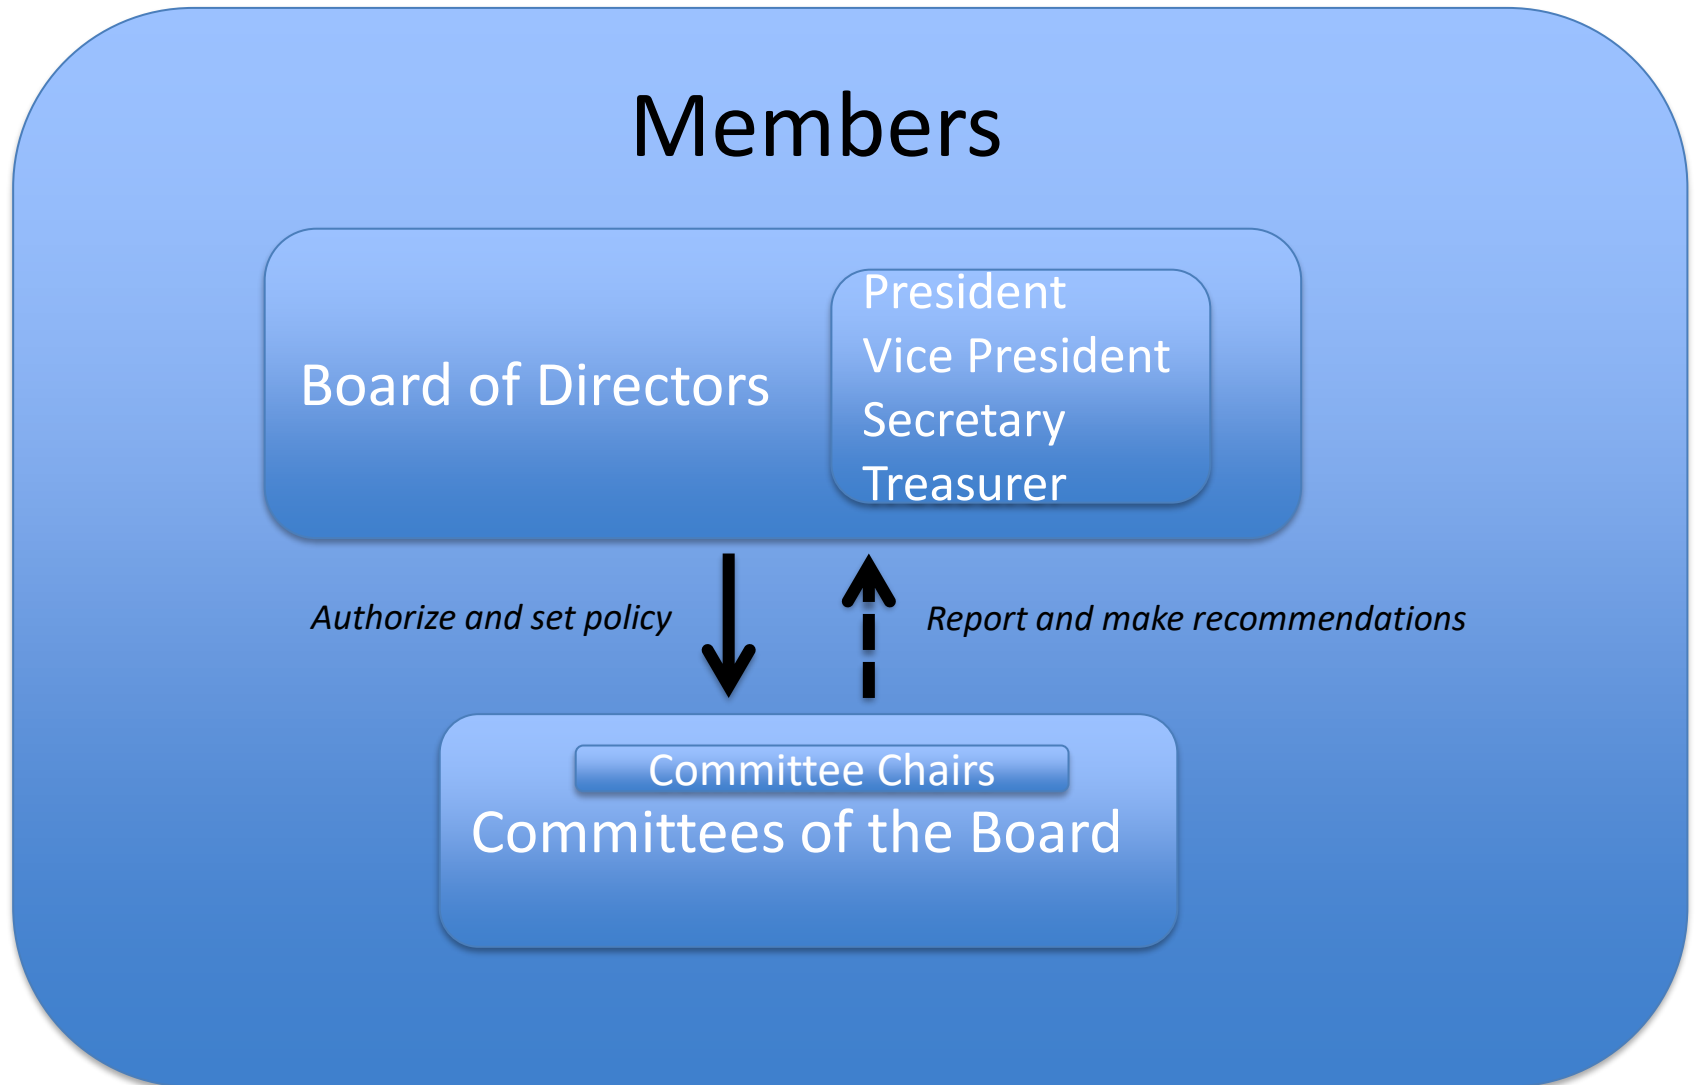 Members
Board of Directors
President
Vice President
Secretary
Treasurer
Authorize and set policy
Report and make recommendations
Committee Chairs
Committees of the Board